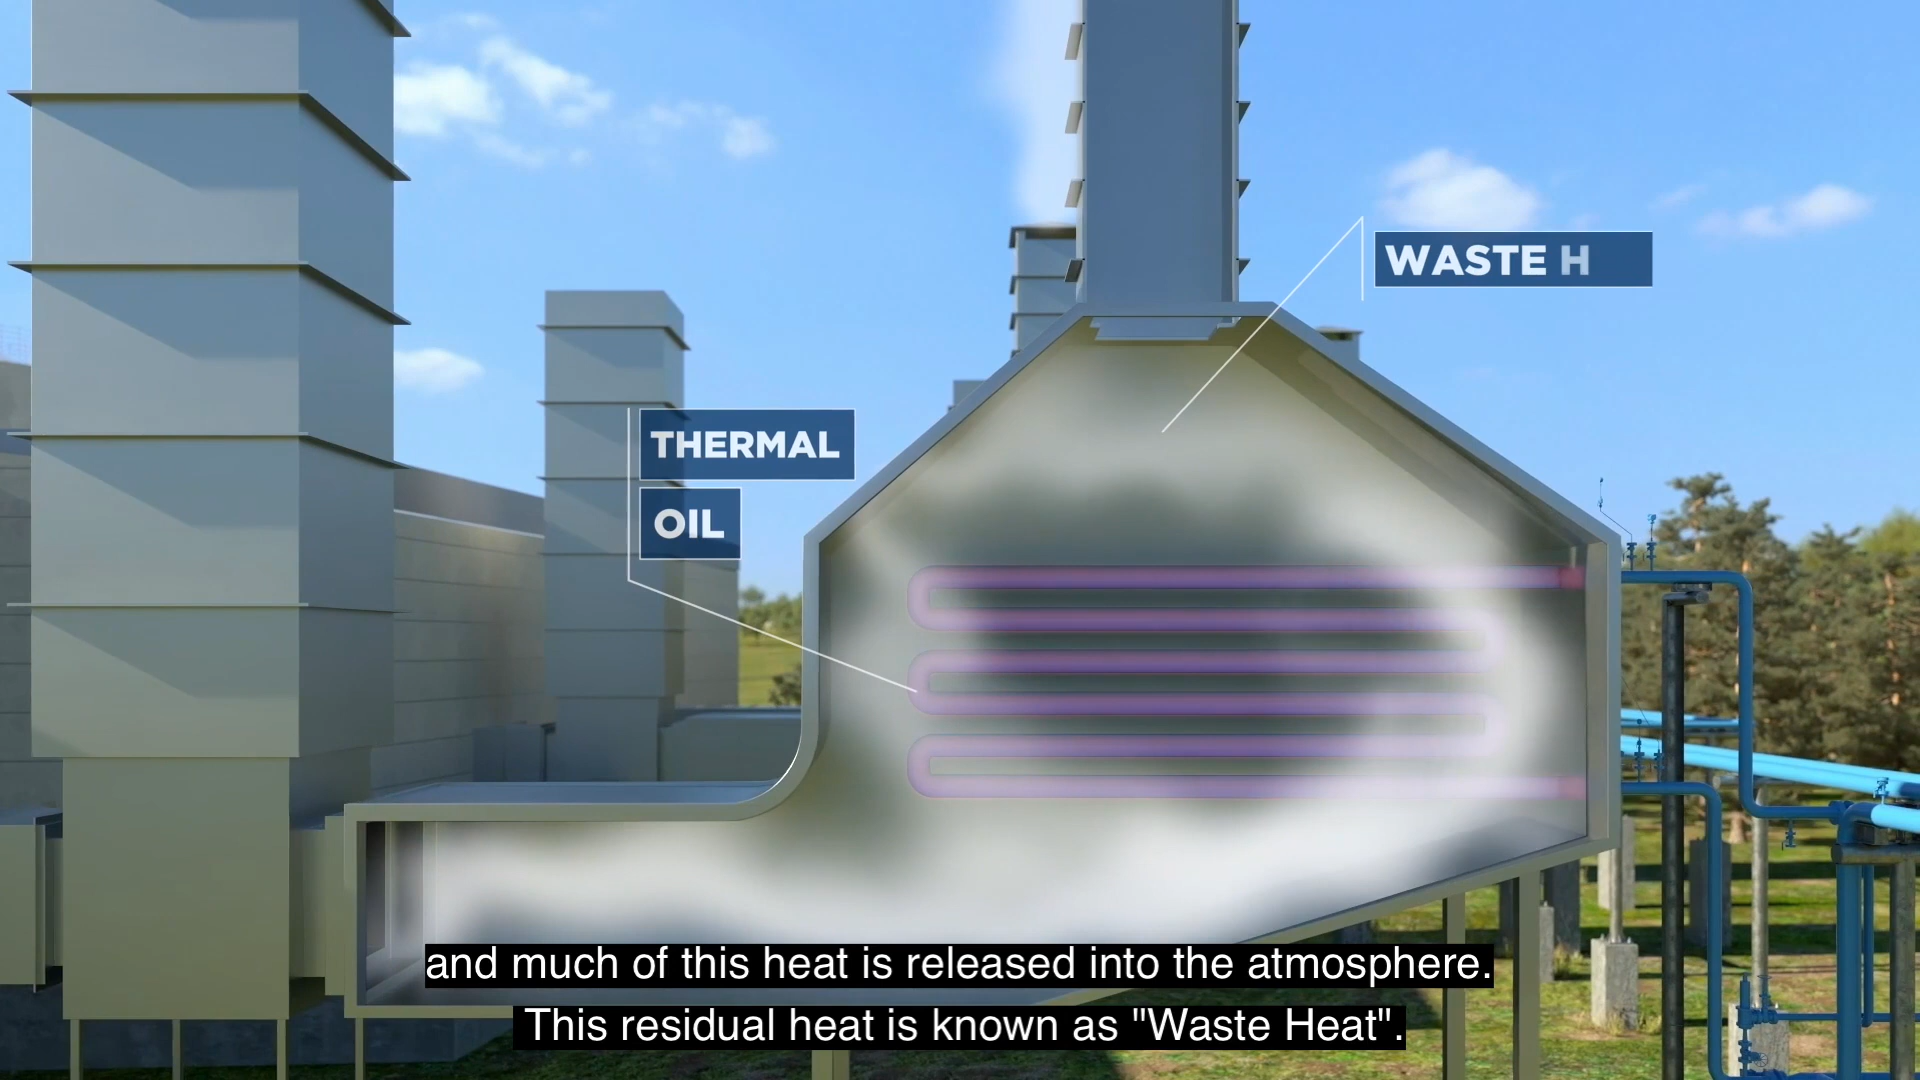 WASTE H
THERMAL
OIL
and much of this heat is released into the atmosphere.
This residual heat is known as "Waste Heat".